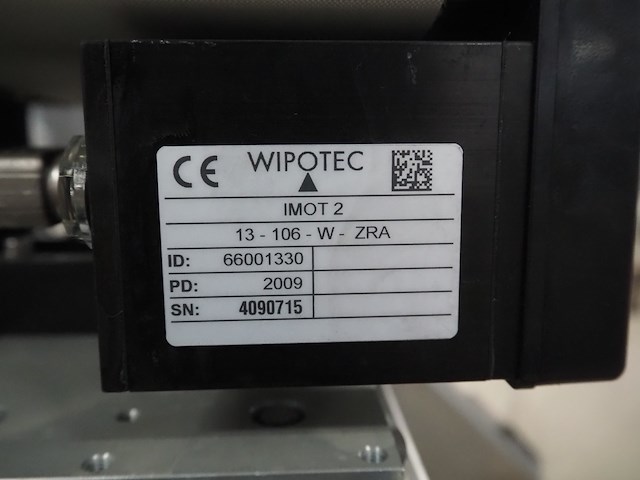 CE WIPOTEC
IMOT 2
13 - 106 - W - ZRA
ID: 66001330
PD: 2009
SN: 4090715